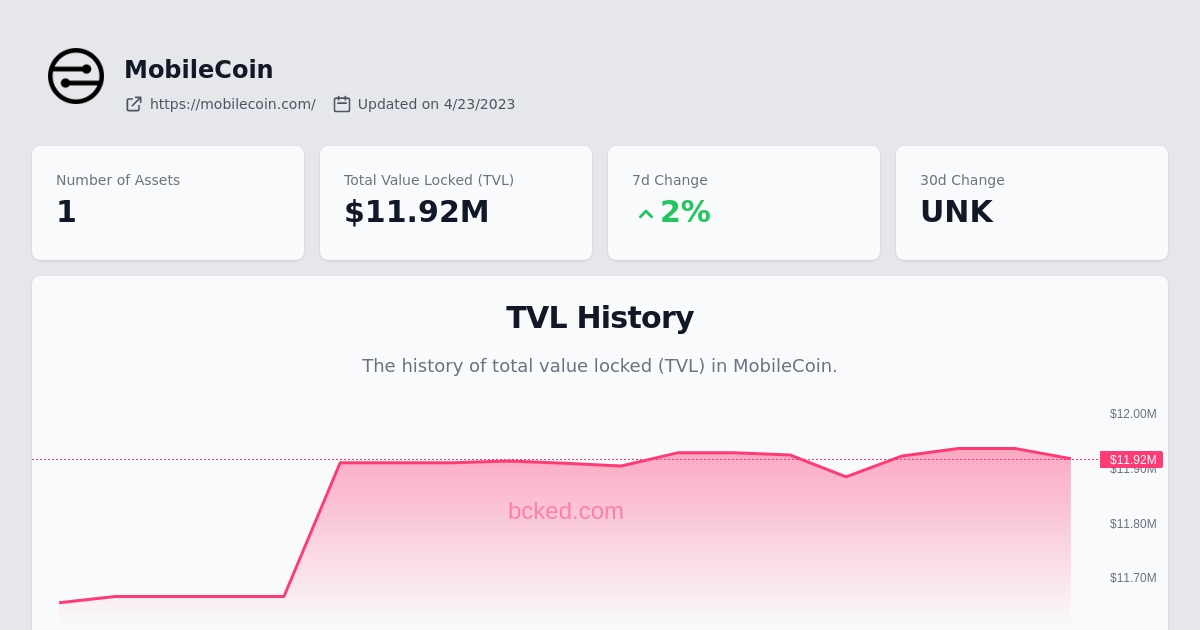 MobileCoin
https://mobilecoin.com/ Updated on 4/23/2023
Number of Assets
1
Total Value Locked (TVL)
$11.92M
7d Change
2%
30d Change
UNK
TVL History
The history of total value locked (TVL) in MobileCoin.
$12.00M
$11.92M
$11.90M
bcked.com
$11.80M
$11.70M